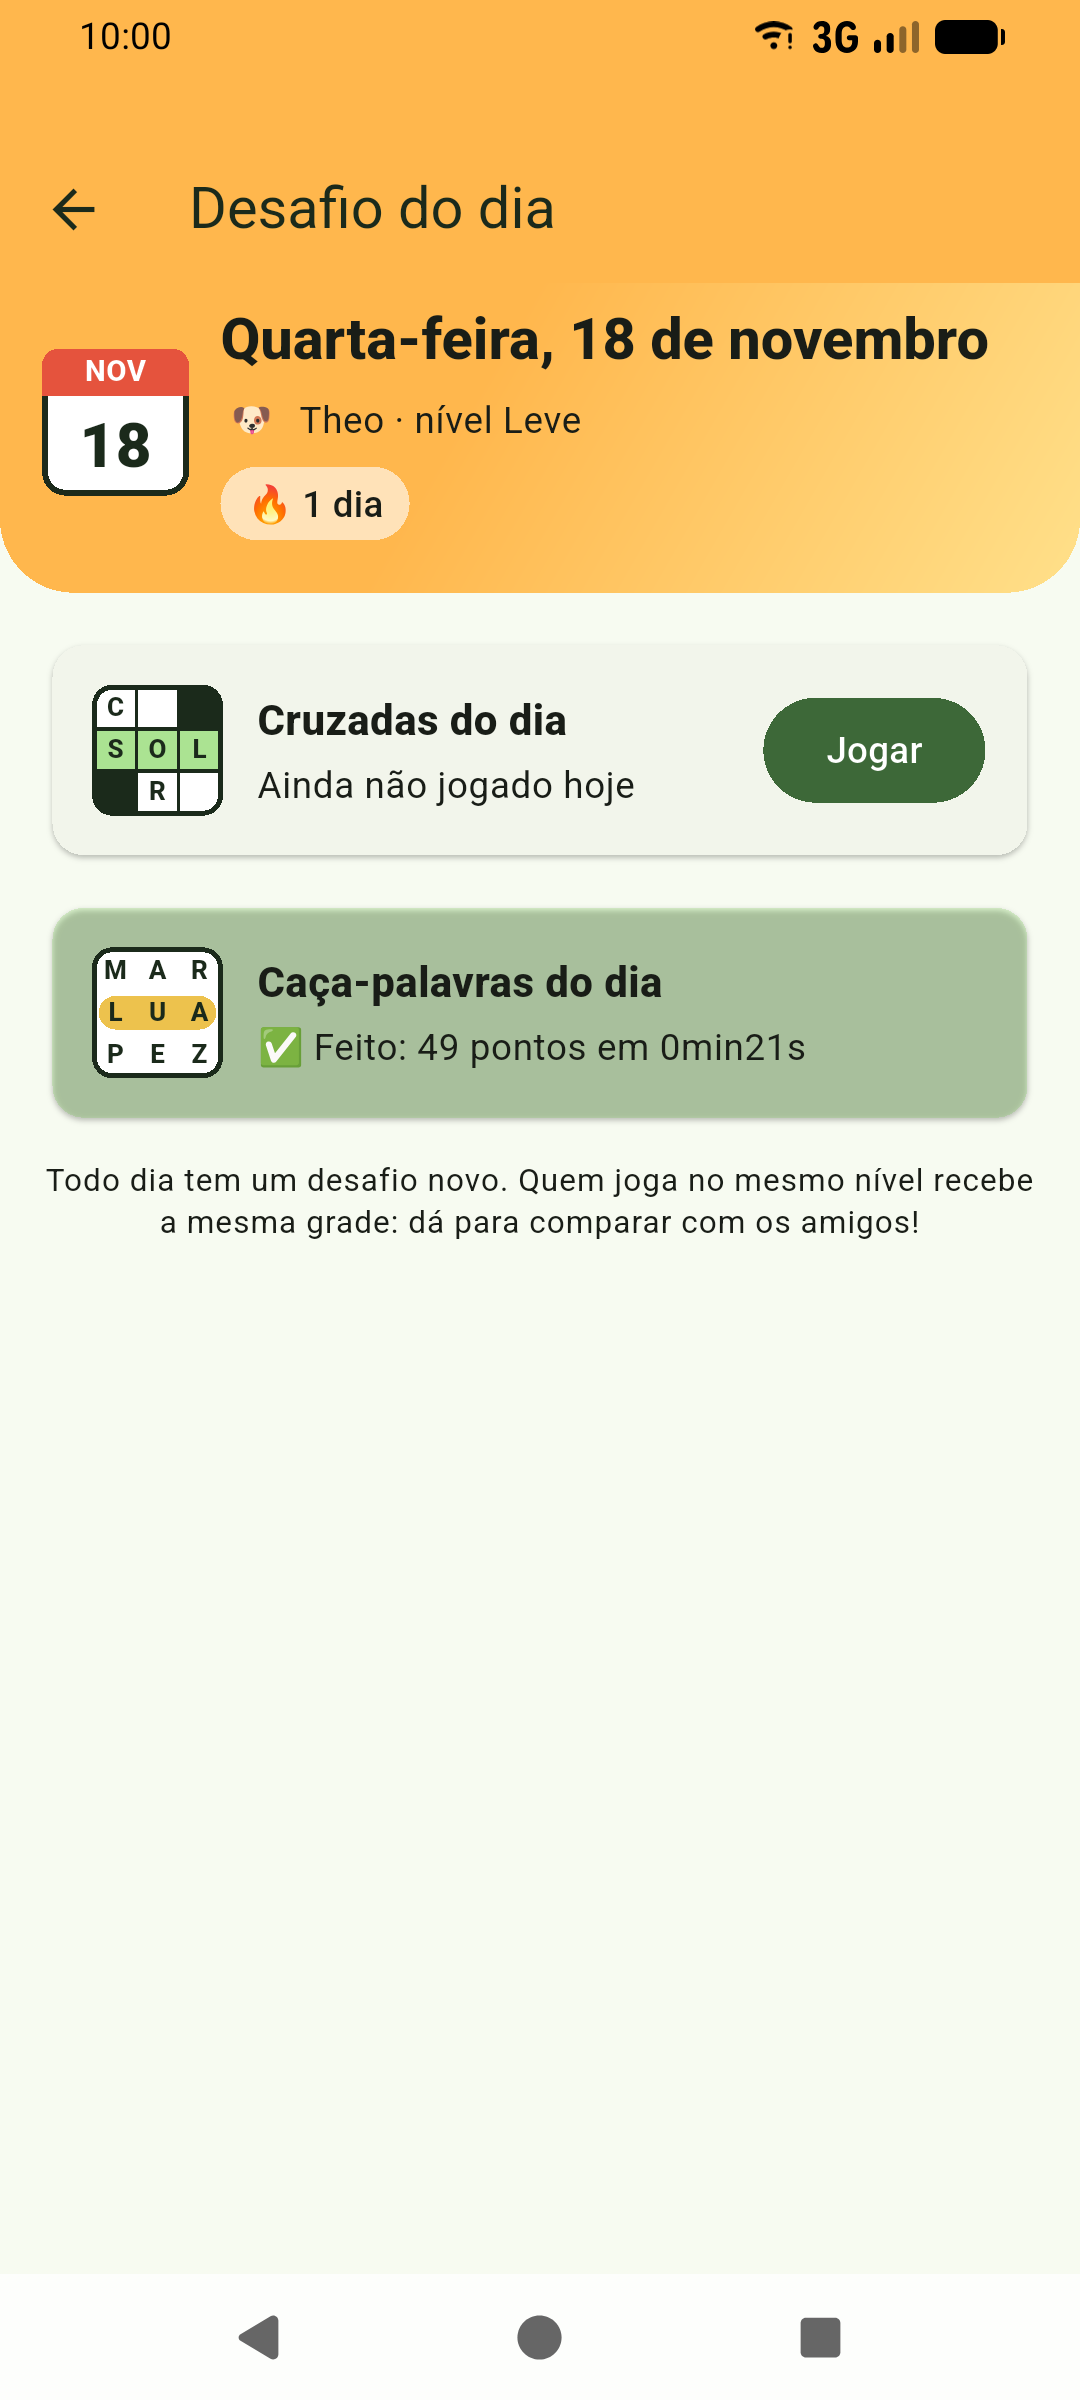 10:00
3G
Desafio do dia
NOV
18
Quarta-feira, 18 de novembro
Theo · nível Leve
1 dia
C
S O L
R
Cruzadas do dia
Ainda não jogado hoje
Jogar
M A R
L U A
P E Z
Caça-palavras do dia
Feito: 49 pontos em 0min21s
Todo dia tem um desafio novo. Quem joga no mesmo nível recebe
a mesma grade: dá para comparar com os amigos!